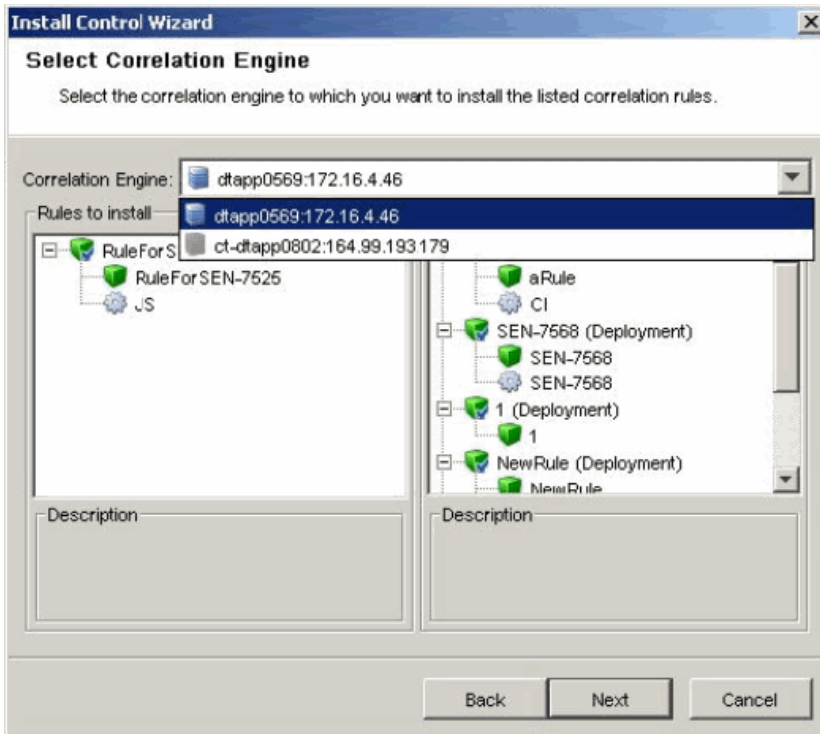 Install Control Wizard
Select Correlation Engine
Select the correlation engine to which you want to install the listed correlation rules.
Correlation Engine: dtapp0569:172.16.4.46
dtapp0569:172.16.4.46
ct-dtapp0802:164.99.193.179
Rules to install
RuleForS
RuleForSEN-7525
JS
aRule
CI
SEN-7568 (Deployment)
SEN-7568
SEN-7568
1 (Deployment)
1
NewRule (Deployment)
NewRule
Description
Description
Back
Next
Cancel